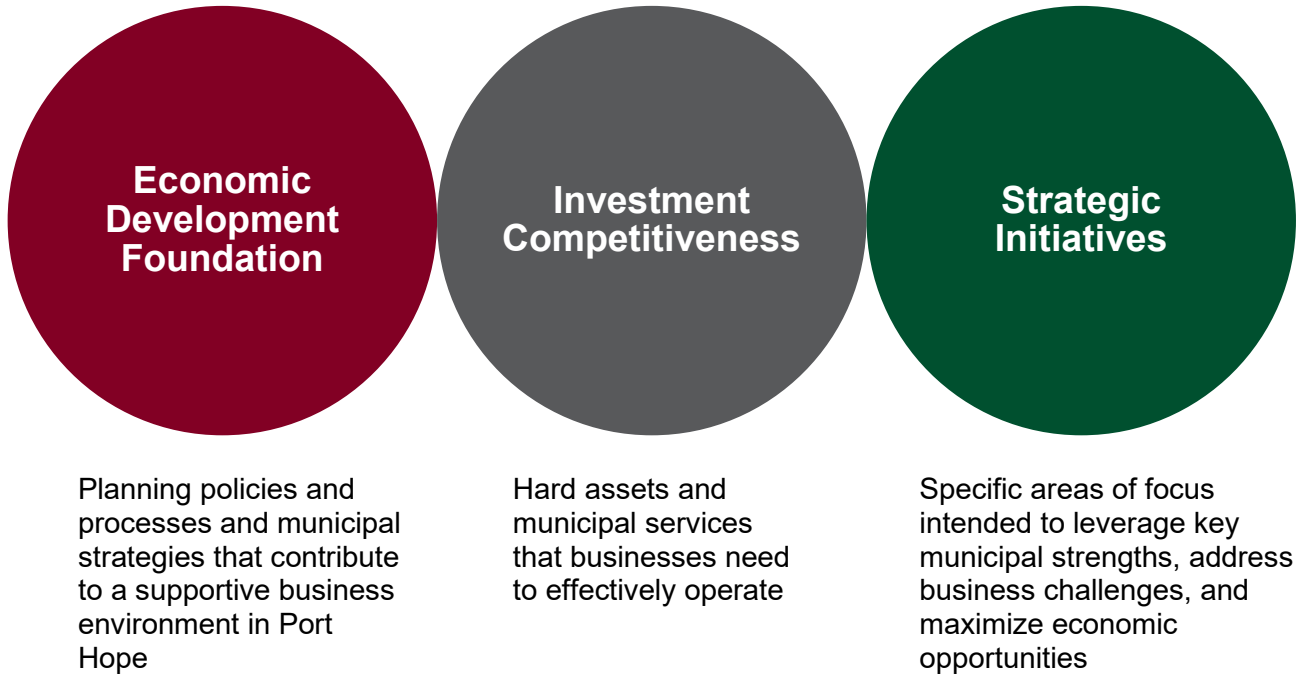 Economic
Development
Foundation
Investment
Competitiveness
Strategic
Initiatives
Planning policies and
processes and municipal
strategies that contribute
to a supportive business
environment in Port
Hope
Hard assets and
municipal services
that businesses need
to effectively operate
Specific areas of focus
intended to leverage key
municipal strengths, address
business challenges, and
maximize economic
opportunities